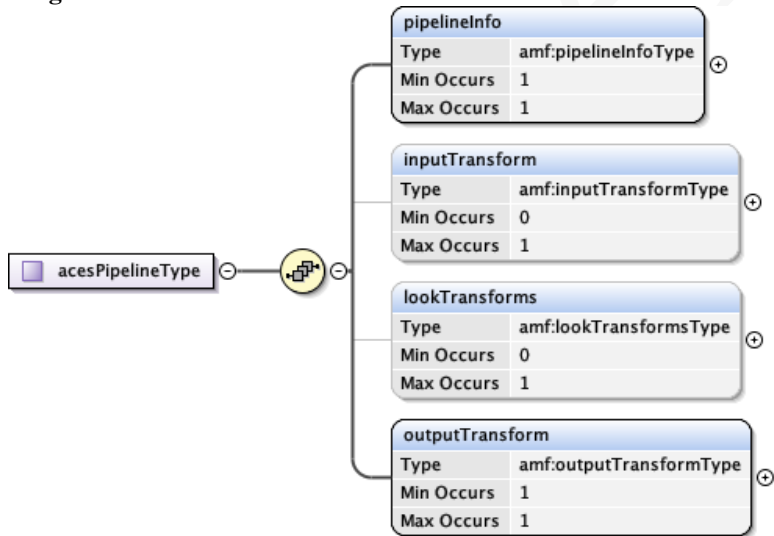 pipelineInfo
Type amf:pipelineInfoType
Min Occurs 1
Max Occurs 1
inputTransform
Type amf:inputTransformType
Min Occurs 0
Max Occurs 1
acesPipelineType
lookTransforms
Type amf:lookTransformsType
Min Occurs 0
Max Occurs 1
outputTransform
Type amf:outputTransformType
Min Occurs 1
Max Occurs 1